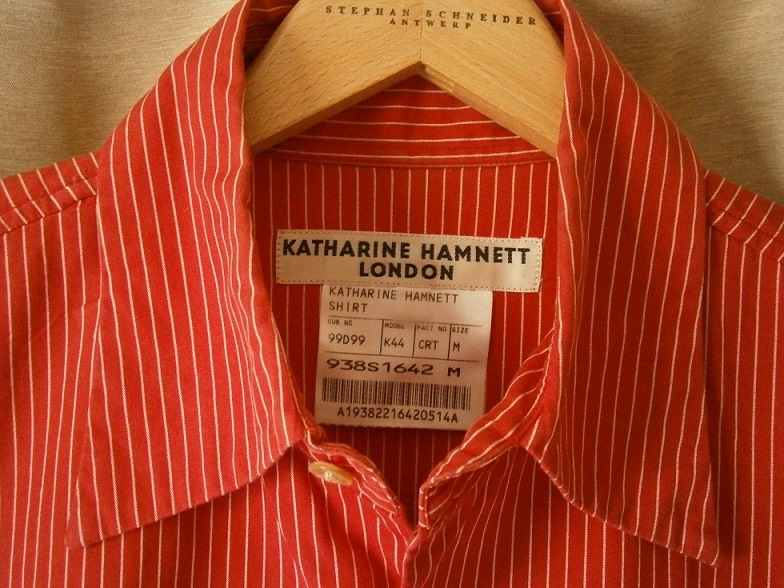 STEPHAN SCHNEIDER
ANTWERP
KATHARINE HAMNETT
LONDON
KATHARINE HAMNETT
SHIRT
SUB NO MODEL FACT NO SIZE
99D99 K44 CRT M
938S1642 M
A19382216420514A